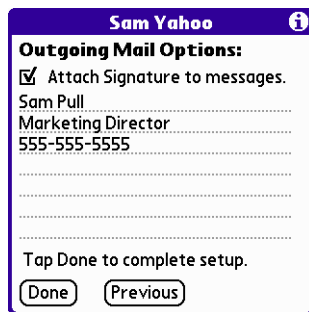 Sam Yahoo
Outgoing Mail Options:
Attach Signature to messages.
Sam Pull
Marketing Director
555-555-5555
Tap Done to complete setup.
Done Previous